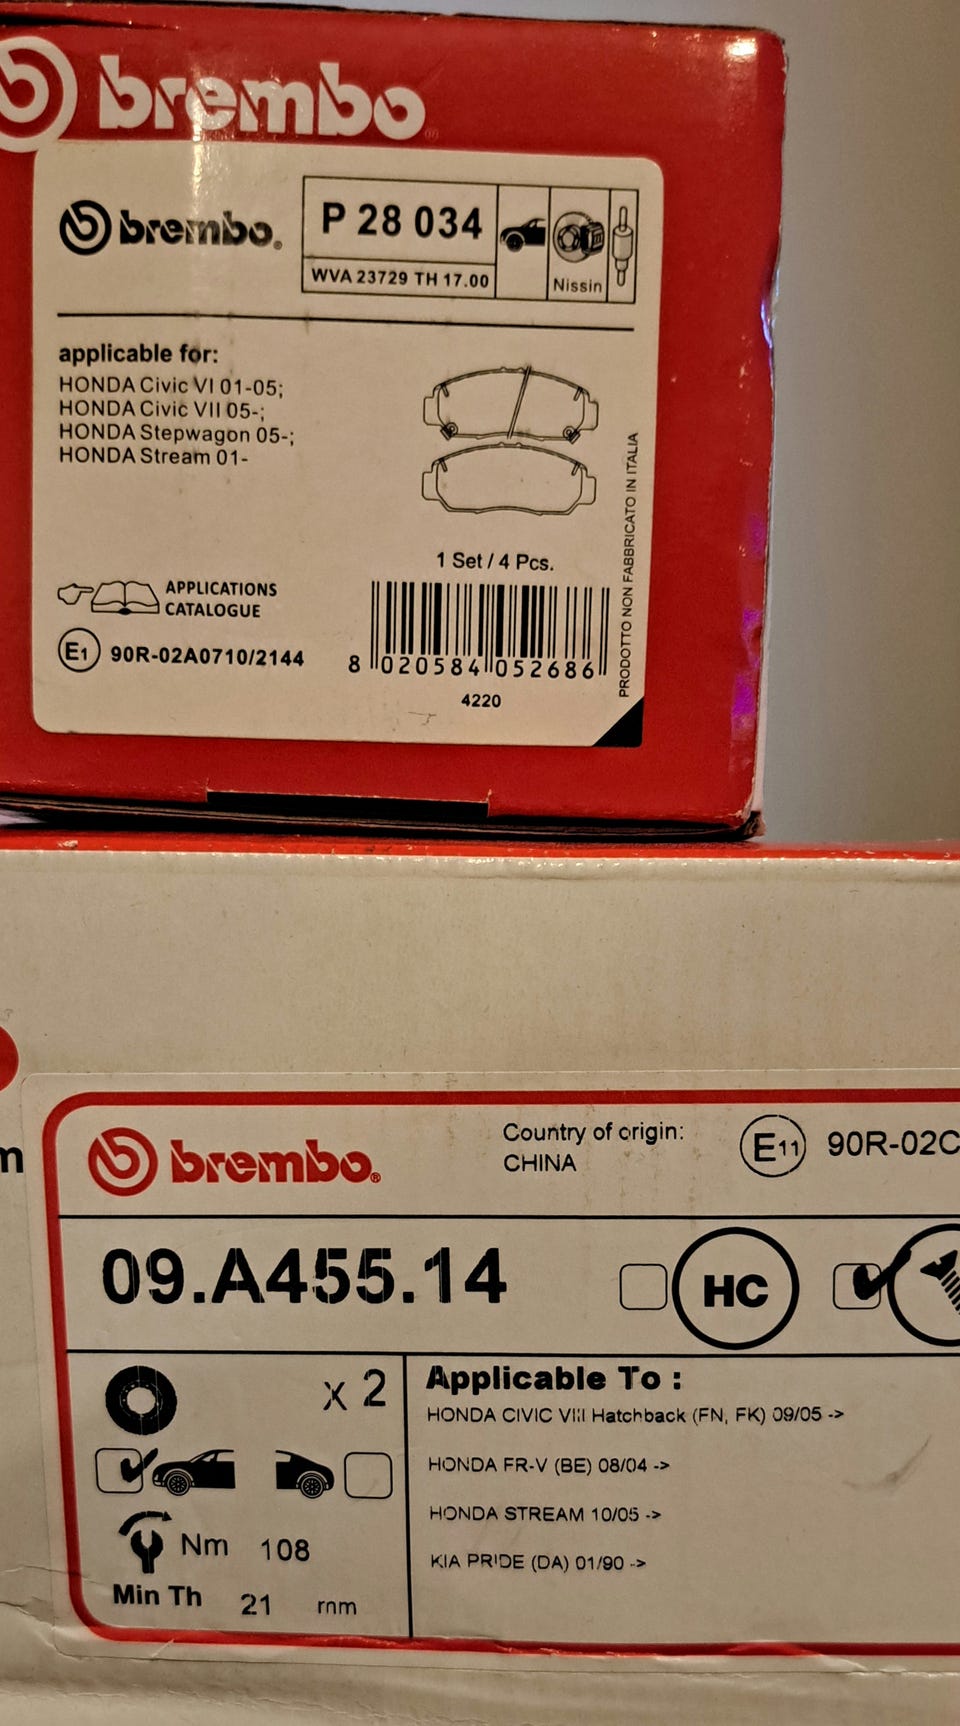 brembo
brembo
P 28 034
WVA 23729 TH 17.00
Nissin
applicable for:
HONDA Civic VI 01-05;
HONDA Civic VII 05-;
HONDA Stepwagon 05-;
HONDA Stream 01-
1 Set / 4 Pcs.
APPLICATIONS
CATALOGUE
E1 90R-02A0710/2144
8 020584 052686
4220
PRODOTTO NON FABBRICATO IN ITALIA
m
brembo
Country of origin:
CHINA
E11 90R-02C
09.A455.14
HC
x 2
Nm 108
Min Th 21 mm
Applicable To :
HONDA CIVIC VIII Hatchback (FN, FK) 09/05 ->
HONDA FR-V (BE) 08/04 ->
HONDA STREAM 10/05 ->
KIA PRIDE (DA) 01/90 ->